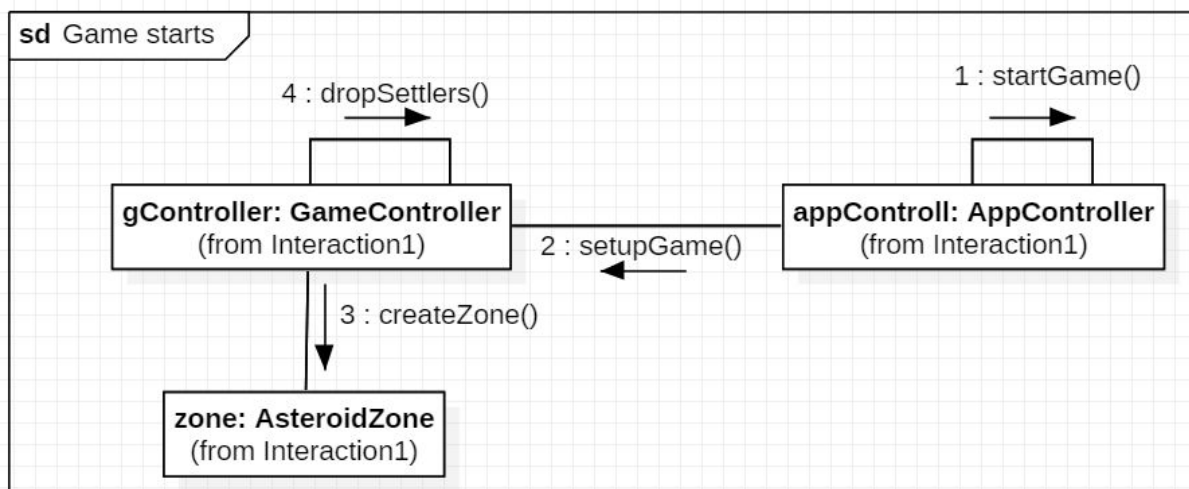 sd Game starts
4 : dropSettlers()
1 : startGame()
gController: GameController
(from Interaction1)
appControll: AppController
(from Interaction1)
2 : setupGame()
3 : createZone()
zone: AsteroidZone
(from Interaction1)